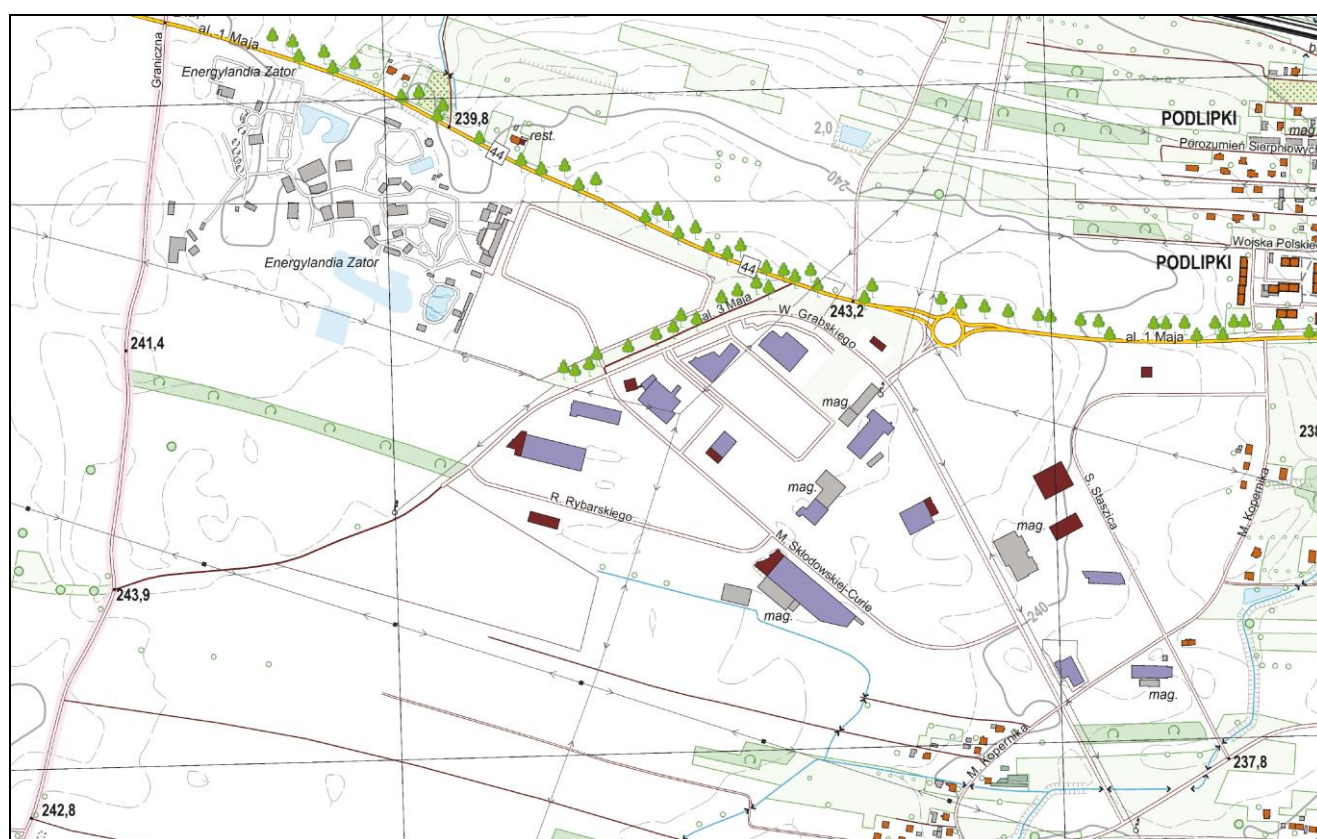 al. 1 Maja
Graniczna
Energylandia Zator
239,8
rest.
44
2,0
240
PODLIPKI
mag.
Porozumień Sierpniowych
Wojska Polskie
PODLIPKI
44
243,2
al. 3 Maja
W. Grabskiego
al. 1 Maja
Energylandia Zator
241,4
mag.
238
M. Kopernika
S. Staszica
mag.
mag.
R. Rybarskiego
M. Skłodowskiej-Curie
243,9
mag.
240
mag.
M. Kopernika
237,8
242,8